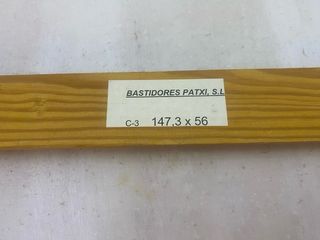 BASTIDORES PATXI, S.L
C-3 147,3 x 56